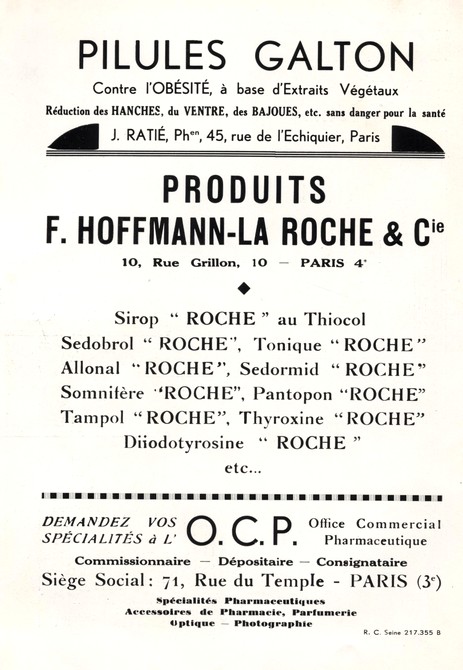 PILULES GALTON
Contre l'OBÉSITÉ, à base d'Extraits Végétaux
Réduction des HANCHES, du VENTRE, des BAJOUES, etc. sans danger pour la santé
J. RATIÉ, Phen, 45, rue de l'Echiquier, Paris
PRODUITS
F. HOFFMANN-LA ROCHE & Cie
10, Rue Grillon, 10 — PARIS 4e
Sirop “ ROCHE ” au Thiocol
Sedobrol “ ROCHE ”, Tonique “ ROCHE ”
Allonal “ ROCHE ”, Sedormid “ ROCHE ”
Somnifère “ROCHE”, Pantopon “ROCHE”
Tampol “ ROCHE ”, Thyroxine “ ROCHE ”
Diiodotyrosine “ ROCHE ”
etc...
DEMANDEZ VOS SPÉCIALITÉS à L' O.C.P. Office Commercial Pharmaceutique
Commissionnaire — Dépositaire — Consignataire
Siège Social : 71, Rue du Temple - PARIS (3e)
Spécialités Pharmaceutiques
Accessoires de Pharmacie, Parfumerie
Optique — Photographie
R. C. Seine 217.355 B